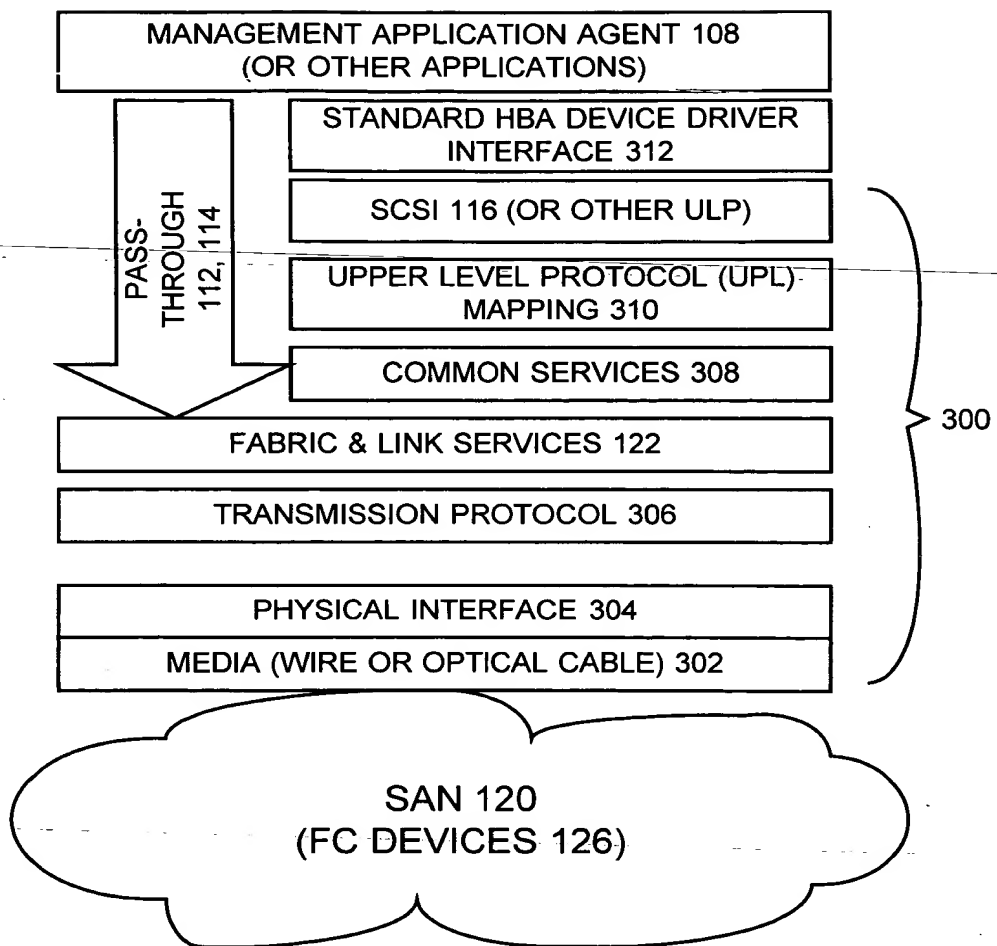 MANAGEMENT APPLICATION AGENT 108
(OR OTHER APPLICATIONS)
PASS-
THROUGH
112, 114
STANDARD HBA DEVICE DRIVER
INTERFACE 312
SCSI 116 (OR OTHER ULP)
UPPER LEVEL PROTOCOL (UPL)
MAPPING 310
COMMON SERVICES 308
300
FABRIC & LINK SERVICES 122
TRANSMISSION PROTOCOL 306
PHYSICAL INTERFACE 304
MEDIA (WIRE OR OPTICAL CABLE) 302
SAN 120
(FC DEVICES 126)